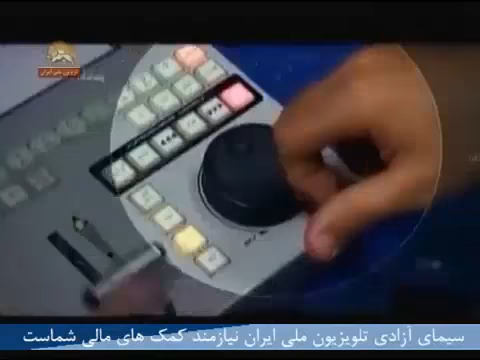 سیمای آزادی تلویزیون ملی ایران نیازمند کمک های مالی شماست